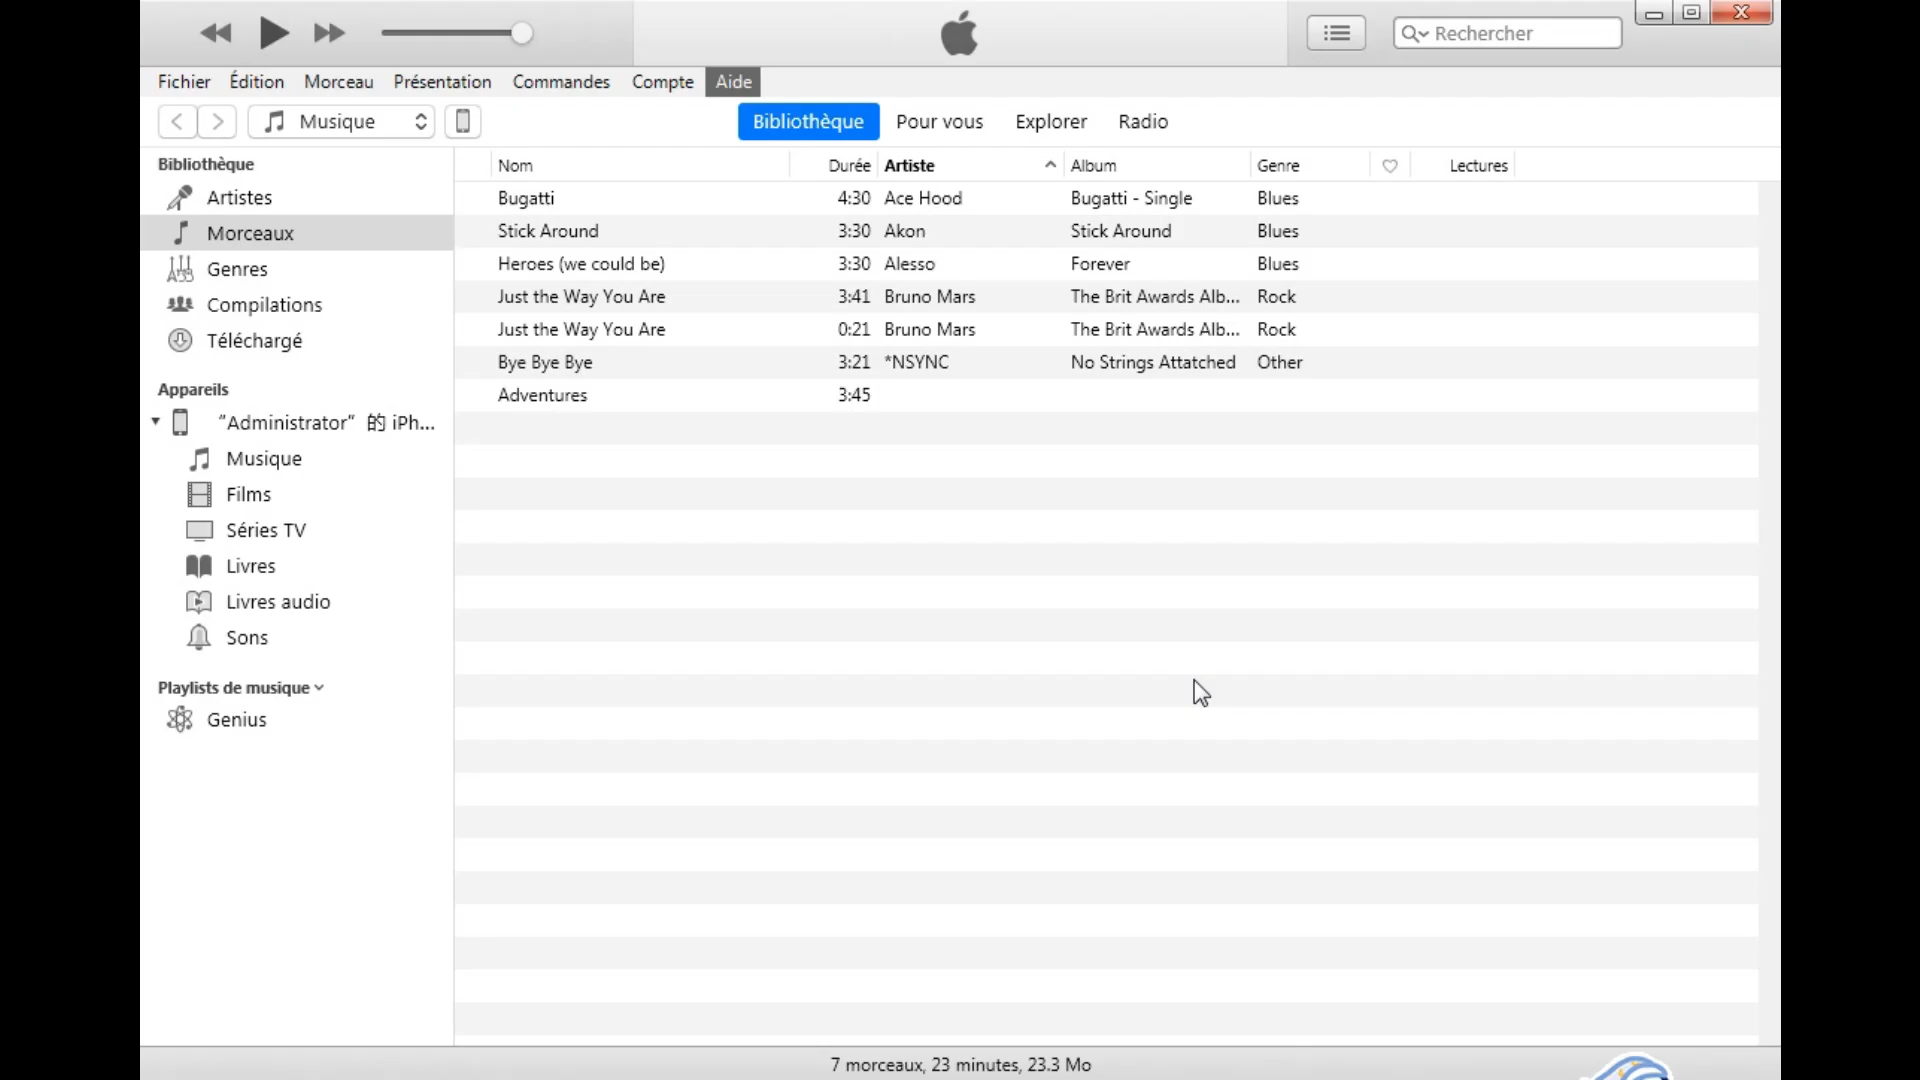 Rechercher
Fichier Édition Morceau Présentation Commandes Compte Aide
Musique Bibliothèque Pour vous Explorer Radio
Bibliothèque
Artistes
Morceaux
Genres
Compilations
Téléchargé
Appareils
“Administrator” 的 iPh...
Musique
Films
Séries TV
Livres
Livres audio
Sons
Playlists de musique
Genius
Nom Durée Artiste Album Genre Lectures
Bugatti 4:30 Ace Hood Bugatti - Single Blues
Stick Around 3:30 Akon Stick Around Blues
Heroes (we could be) 3:30 Alesso Forever Blues
Just the Way You Are 3:41 Bruno Mars The Brit Awards Alb... Rock
Just the Way You Are 0:21 Bruno Mars The Brit Awards Alb... Rock
Bye Bye Bye 3:21 *NSYNC No Strings Attatched Other
Adventures 3:45
7 morceaux, 23 minutes, 23.3 Mo